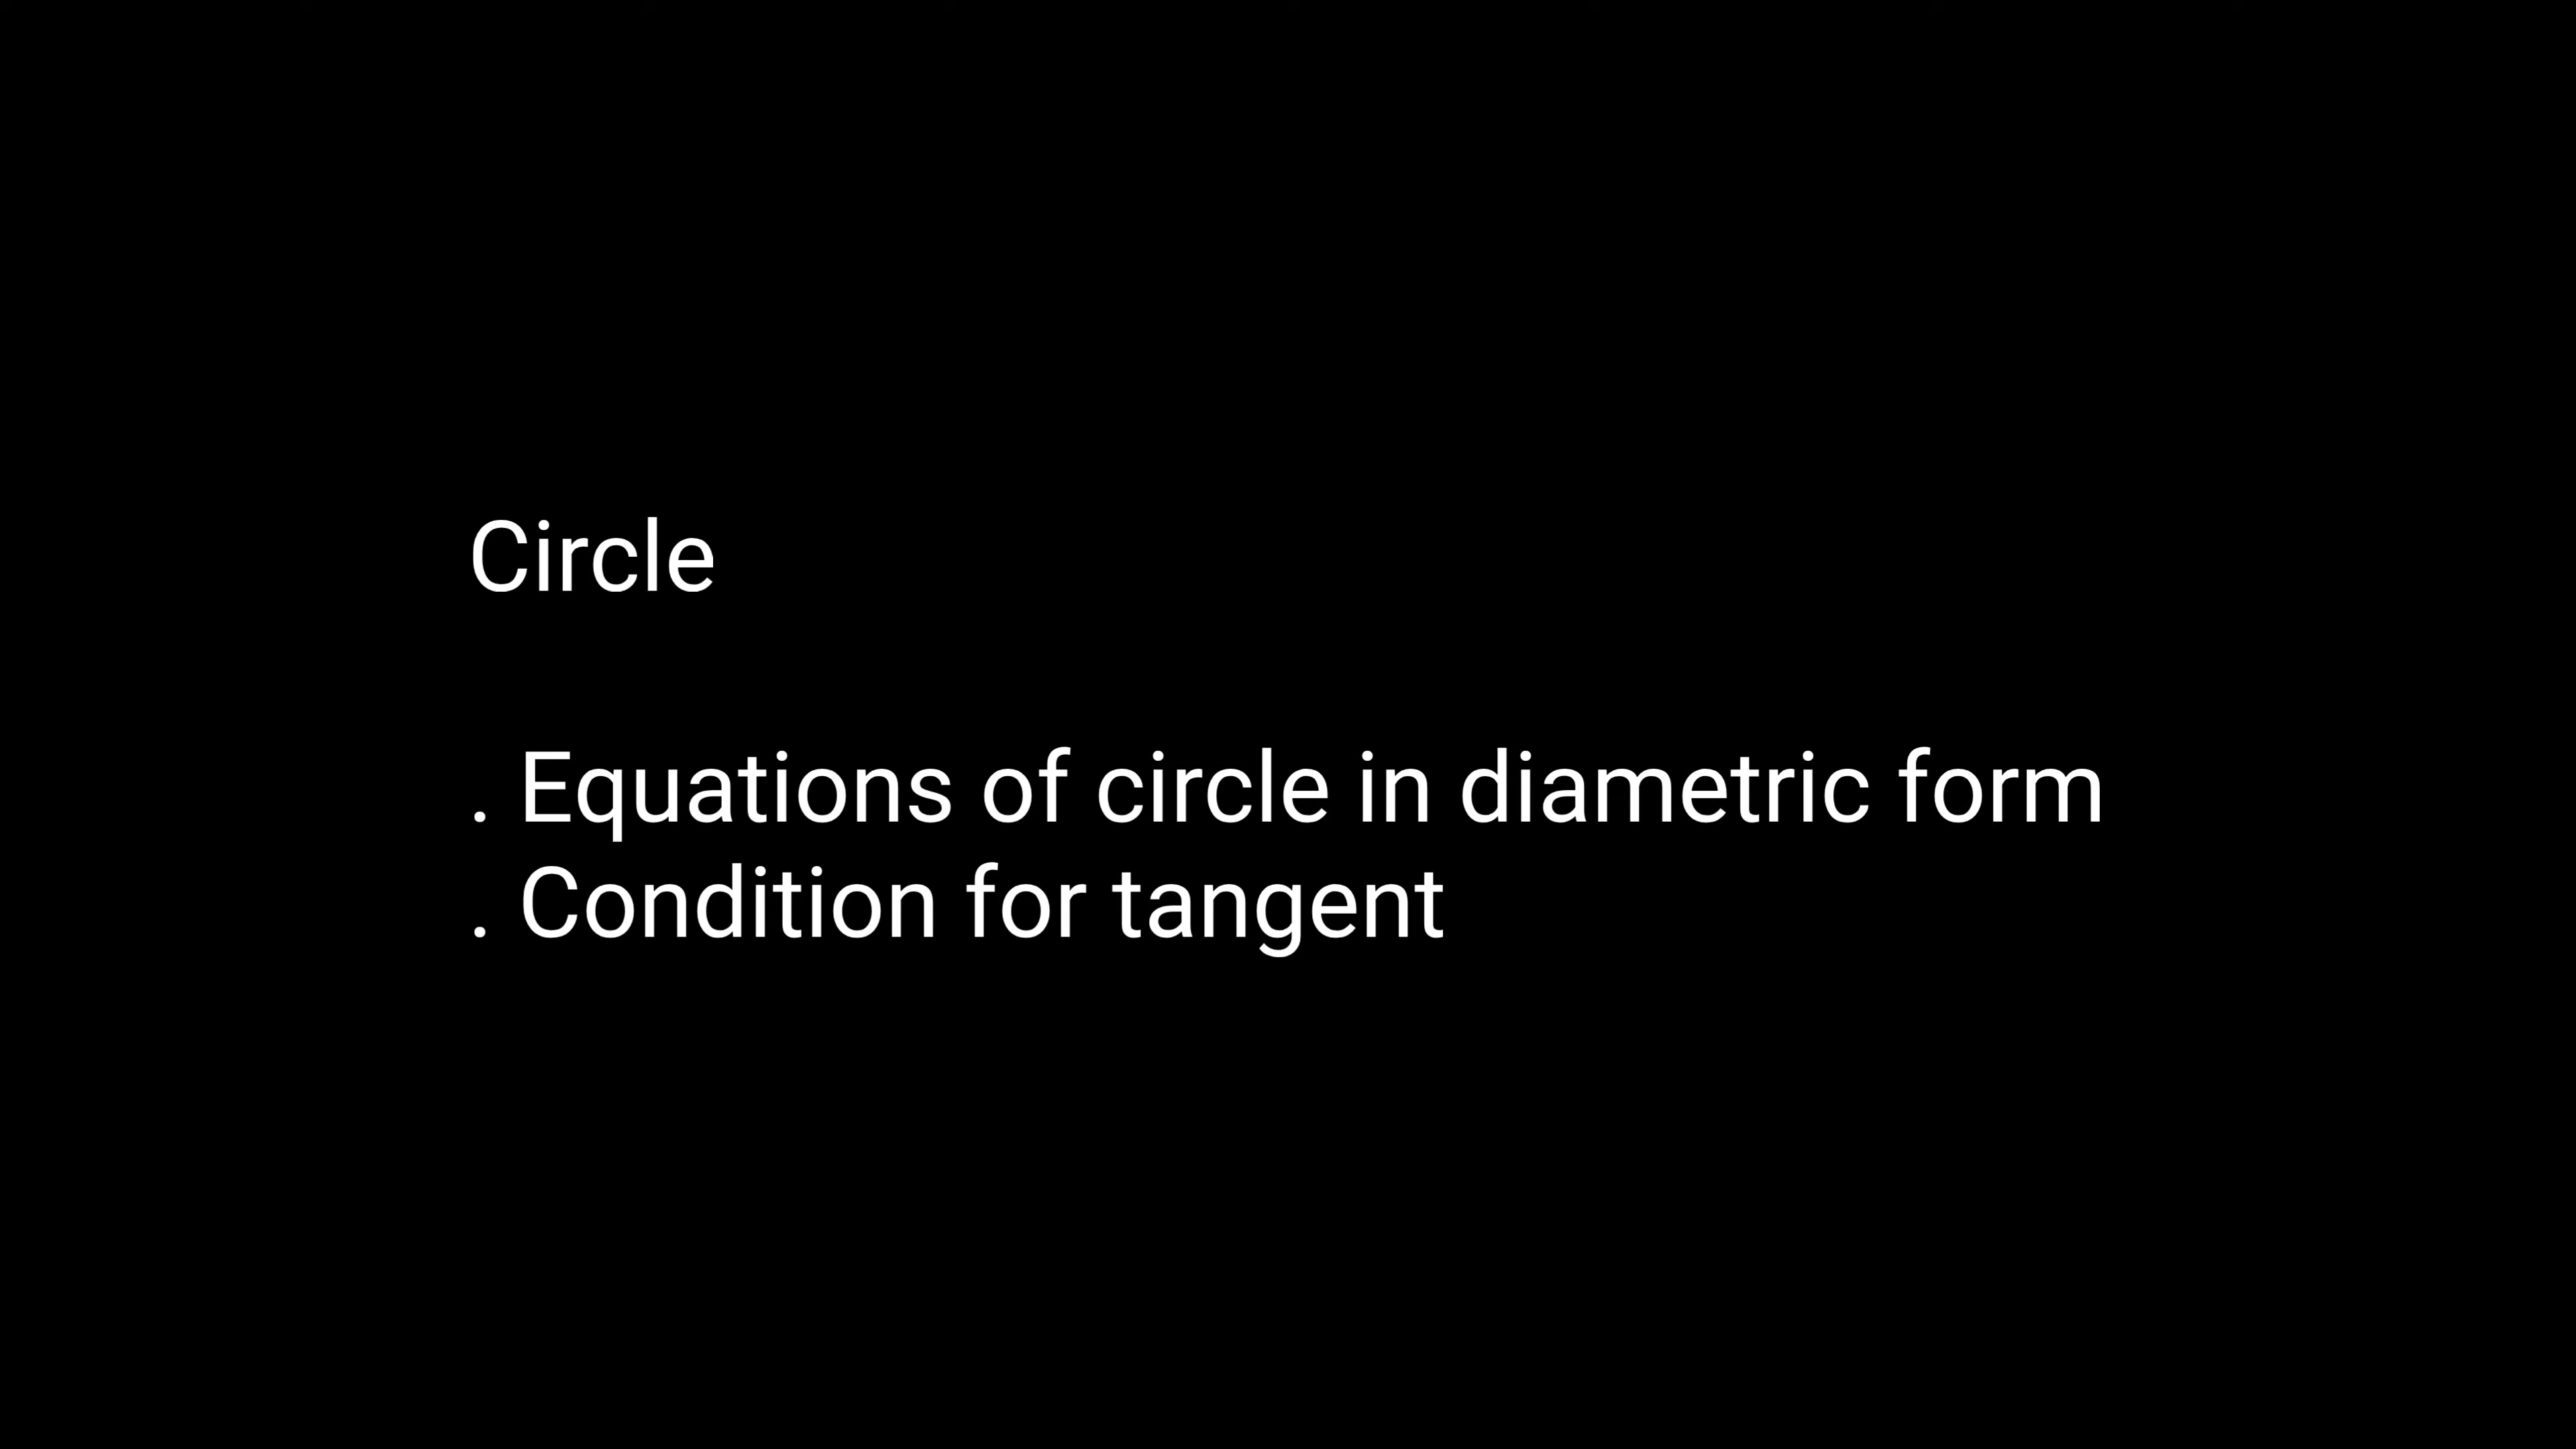 Circle
. Equations of circle in diametric form
. Condition for tangent